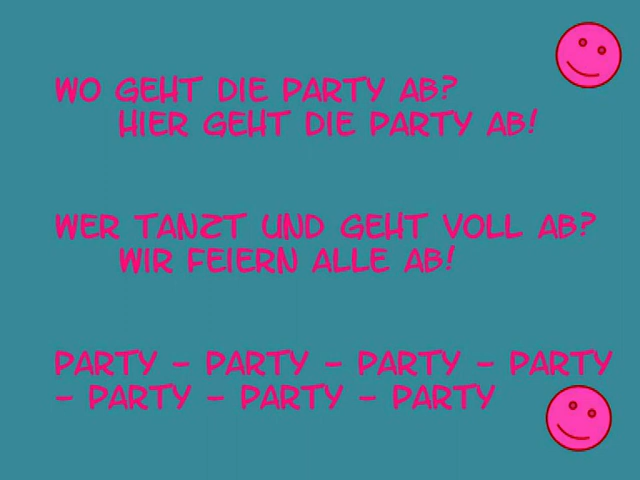 WO GEHT DIE PARTY AB?
HIER GEHT DIE PARTY AB!
WER TANZT UND GEHT VOLL AB?
WIR FEIERN ALLE AB!
PARTY - PARTY - PARTY - PARTY
- PARTY - PARTY - PARTY